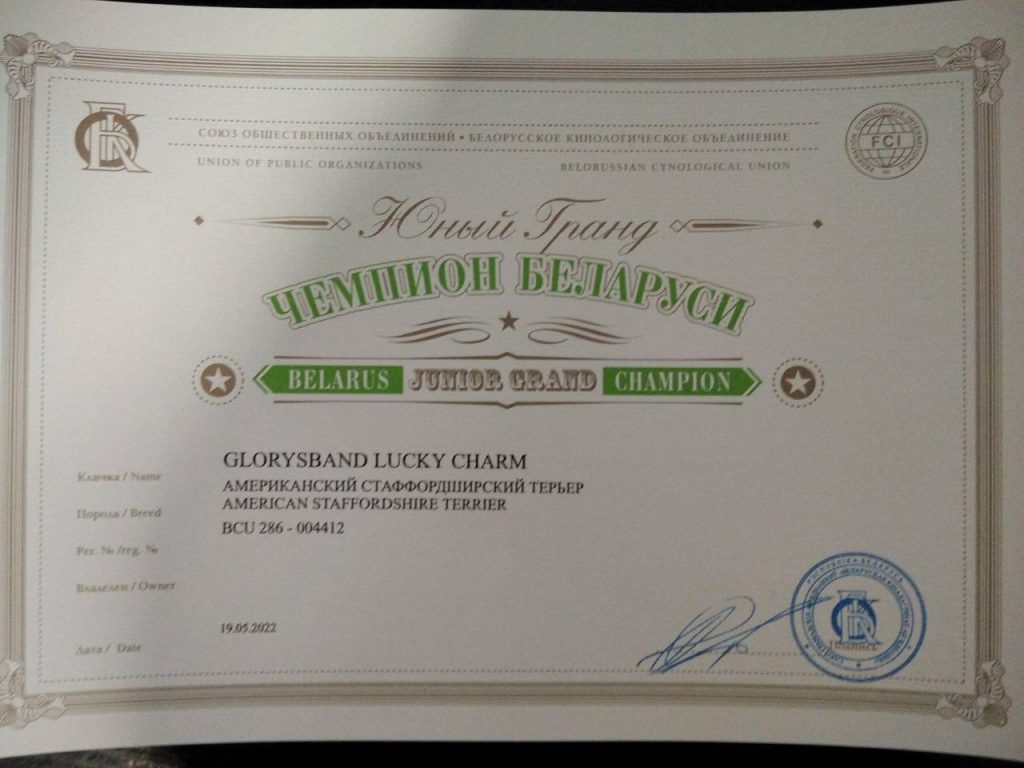 СОЮЗ ОБЩЕСТВЕННЫХ ОБЪЕДИНЕНИЙ • БЕЛОРУССКОЕ КИНОЛОГИЧЕСКОЕ ОБЪЕДИНЕНИЕ
UNION OF PUBLIC ORGANIZATIONS BELORUSSIAN CYNOLOGICAL UNION
FCI
Юный Гранд
ЧЕМПИОН БЕЛАРУСИ
BELARUS JUNIOR GRAND CHAMPION
Кличка / Name GLORYSBAND LUCKY CHARM
АМЕРИКАНСКИЙ СТАФФОРДШИРСКИЙ ТЕРЬЕР
Порода / Breed AMERICAN STAFFORDSHIRE TERRIER
BCU 286 - 004412
Рег. № /reg. №
Владелец / Owner
19.05.2022
Дата / Date